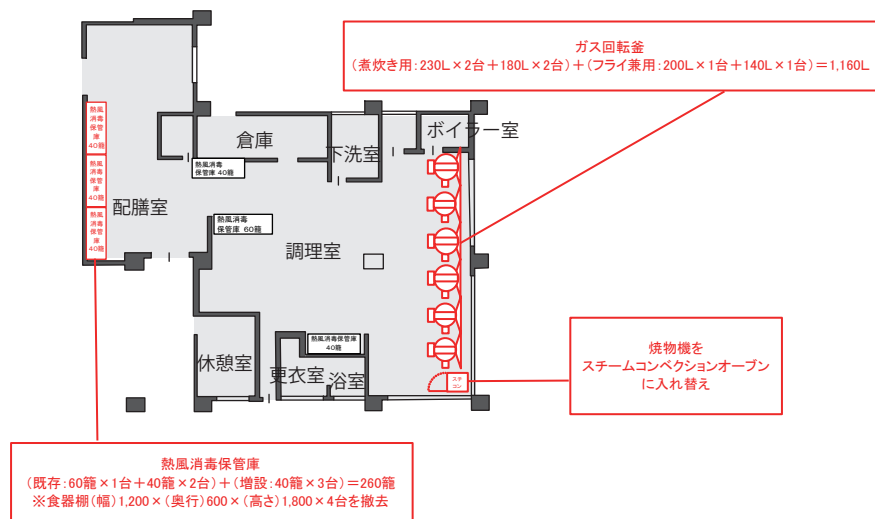 ガス回転釜
(煮炊き用:230L×2台+180L×2台)+(フライ兼用:200L×1台+140L×1台)=1,160L
ボイラー室
倉庫
下洗室
熱風
消毒
保管
庫
40籠
熱風消毒
保管庫 40籠
熱風
消毒
保管
庫
40籠
配膳室
熱風
消毒
保管
庫
40籠
熱風消毒
保管庫 60籠
調理室
熱風消毒保管庫
40籠
休憩室
更衣室
浴室
スチ
コン
焼物機を
スチームコンベクションオーブン
に入れ替え
熱風消毒保管庫
(既存:60籠×1台+40籠×2台)+(増設:40籠×3台)=260籠
※食器棚(幅)1,200×(奥行)600×(高さ)1,800×4台を撤去